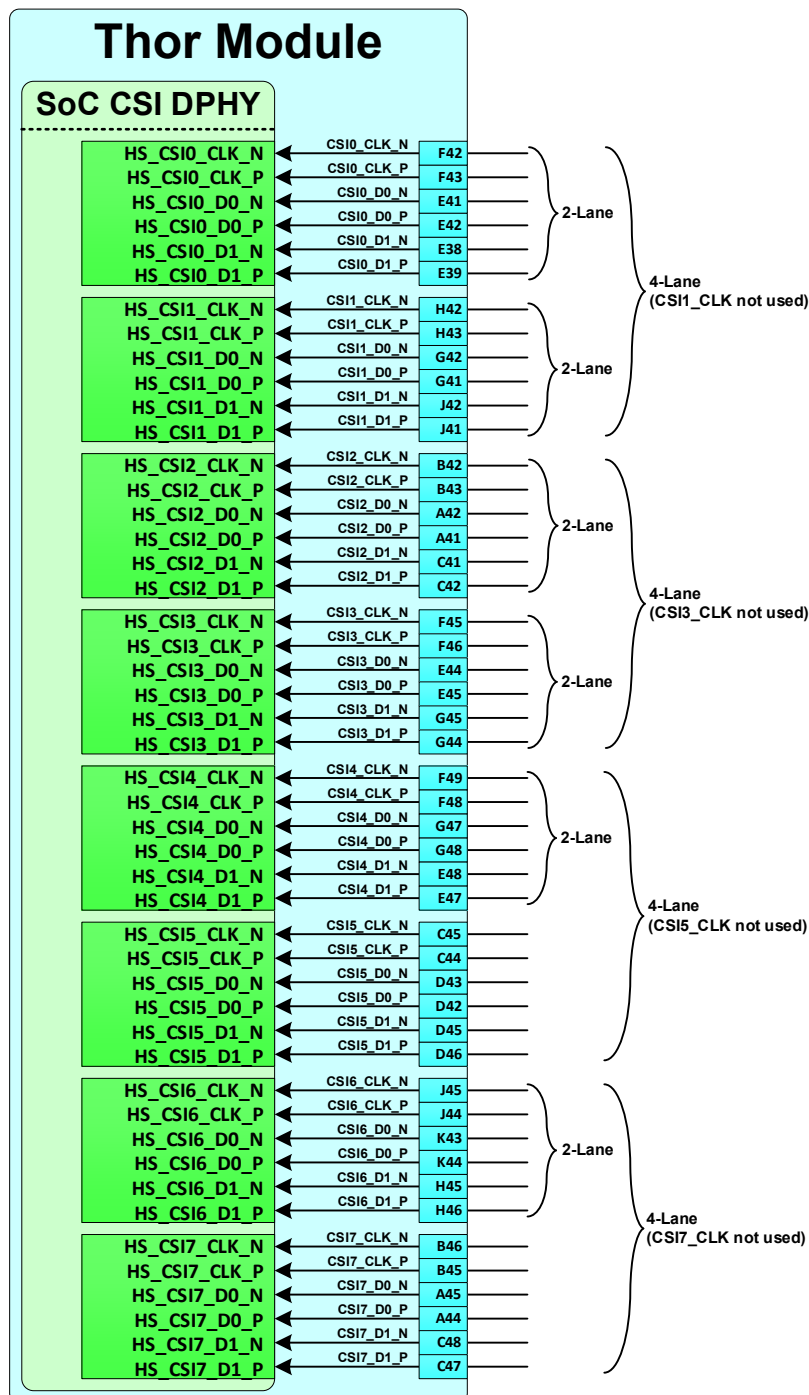 Thor Module
SoC CSI DPHY
HS_CSI0_CLK_N CSI0_CLK_N F42
HS_CSI0_CLK_P CSI0_CLK_P F43
HS_CSI0_D0_N CSI0_D0_N E41
HS_CSI0_D0_P CSI0_D0_P E42
HS_CSI0_D1_N CSI0_D1_N E38
HS_CSI0_D1_P CSI0_D1_P E39
2-Lane
HS_CSI1_CLK_N CSI1_CLK_N H42
HS_CSI1_CLK_P CSI1_CLK_P H43
HS_CSI1_D0_N CSI1_D0_N G42
HS_CSI1_D0_P CSI1_D0_P G41
HS_CSI1_D1_N CSI1_D1_N J42
HS_CSI1_D1_P CSI1_D1_P J41
2-Lane
4-Lane
(CSI1_CLK not used)
HS_CSI2_CLK_N CSI2_CLK_N B42
HS_CSI2_CLK_P CSI2_CLK_P B43
HS_CSI2_D0_N CSI2_D0_N A42
HS_CSI2_D0_P CSI2_D0_P A41
HS_CSI2_D1_N CSI2_D1_N C41
HS_CSI2_D1_P CSI2_D1_P C42
2-Lane
HS_CSI3_CLK_N CSI3_CLK_N F45
HS_CSI3_CLK_P CSI3_CLK_P F46
HS_CSI3_D0_N CSI3_D0_N E44
HS_CSI3_D0_P CSI3_D0_P E45
HS_CSI3_D1_N CSI3_D1_N G45
HS_CSI3_D1_P CSI3_D1_P G44
2-Lane
4-Lane
(CSI3_CLK not used)
HS_CSI4_CLK_N CSI4_CLK_N F49
HS_CSI4_CLK_P CSI4_CLK_P F48
HS_CSI4_D0_N CSI4_D0_N G47
HS_CSI4_D0_P CSI4_D0_P G48
HS_CSI4_D1_N CSI4_D1_N E48
HS_CSI4_D1_P CSI4_D1_P E47
2-Lane
HS_CSI5_CLK_N CSI5_CLK_N C45
HS_CSI5_CLK_P CSI5_CLK_P C44
HS_CSI5_D0_N CSI5_D0_N D43
HS_CSI5_D0_P CSI5_D0_P D42
HS_CSI5_D1_N CSI5_D1_N D45
HS_CSI5_D1_P CSI5_D1_P D46
4-Lane
(CSI5_CLK not used)
HS_CSI6_CLK_N CSI6_CLK_N J45
HS_CSI6_CLK_P CSI6_CLK_P J44
HS_CSI6_D0_N CSI6_D0_N K43
HS_CSI6_D0_P CSI6_D0_P K44
HS_CSI6_D1_N CSI6_D1_N H45
HS_CSI6_D1_P CSI6_D1_P H46
2-Lane
HS_CSI7_CLK_N CSI7_CLK_N B46
HS_CSI7_CLK_P CSI7_CLK_P B45
HS_CSI7_D0_N CSI7_D0_N A45
HS_CSI7_D0_P CSI7_D0_P A44
HS_CSI7_D1_N CSI7_D1_N C48
HS_CSI7_D1_P CSI7_D1_P C47
4-Lane
(CSI7_CLK not used)